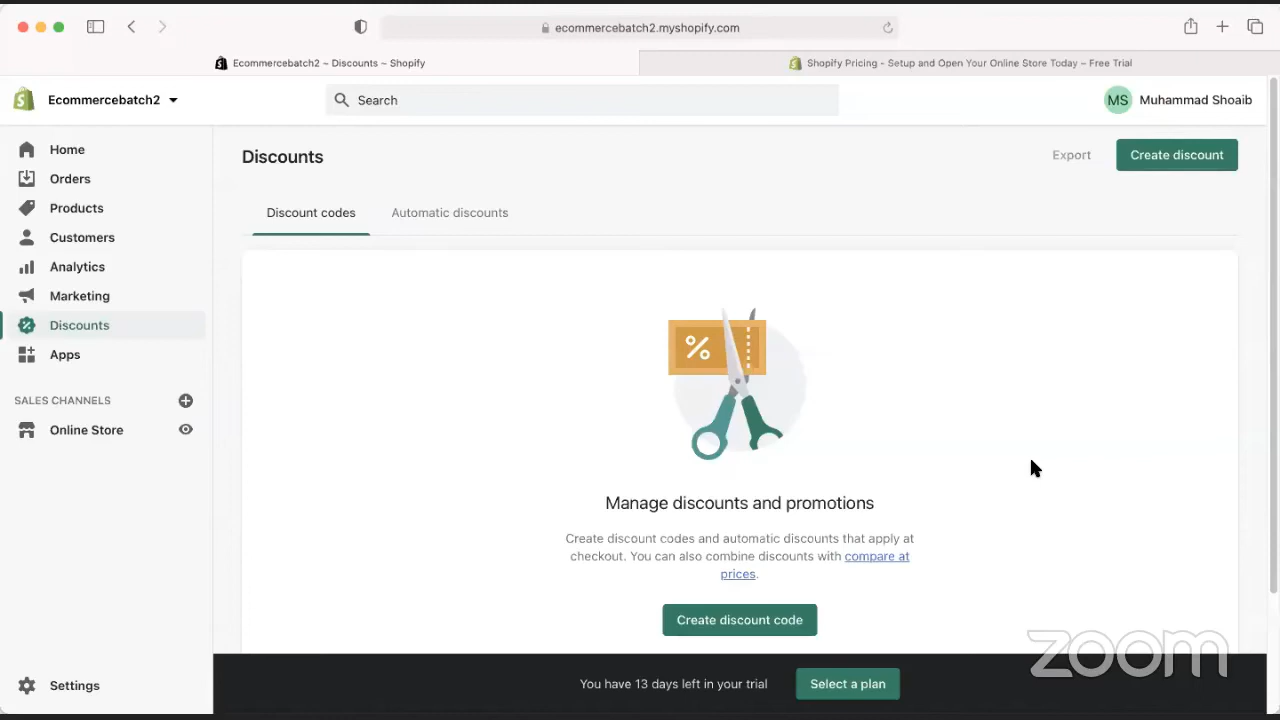 ecommercebatch2.myshopify.com
Ecommercebatch2 ~ Discounts ~ Shopify
Shopify Pricing - Setup and Open Your Online Store Today ~ Free Trial
Ecommercebatch2
Search
MS
Muhammad Shoaib
Home
Orders
Products
Customers
Analytics
Marketing
Discounts
Apps
SALES CHANNELS
Online Store
Settings
Discounts
Export
Create discount
Discount codes
Automatic discounts
%
Manage discounts and promotions
Create discount codes and automatic discounts that apply at
checkout. You can also combine discounts with compare at
prices.
Create discount code
You have 13 days left in your trial
Select a plan
zoom